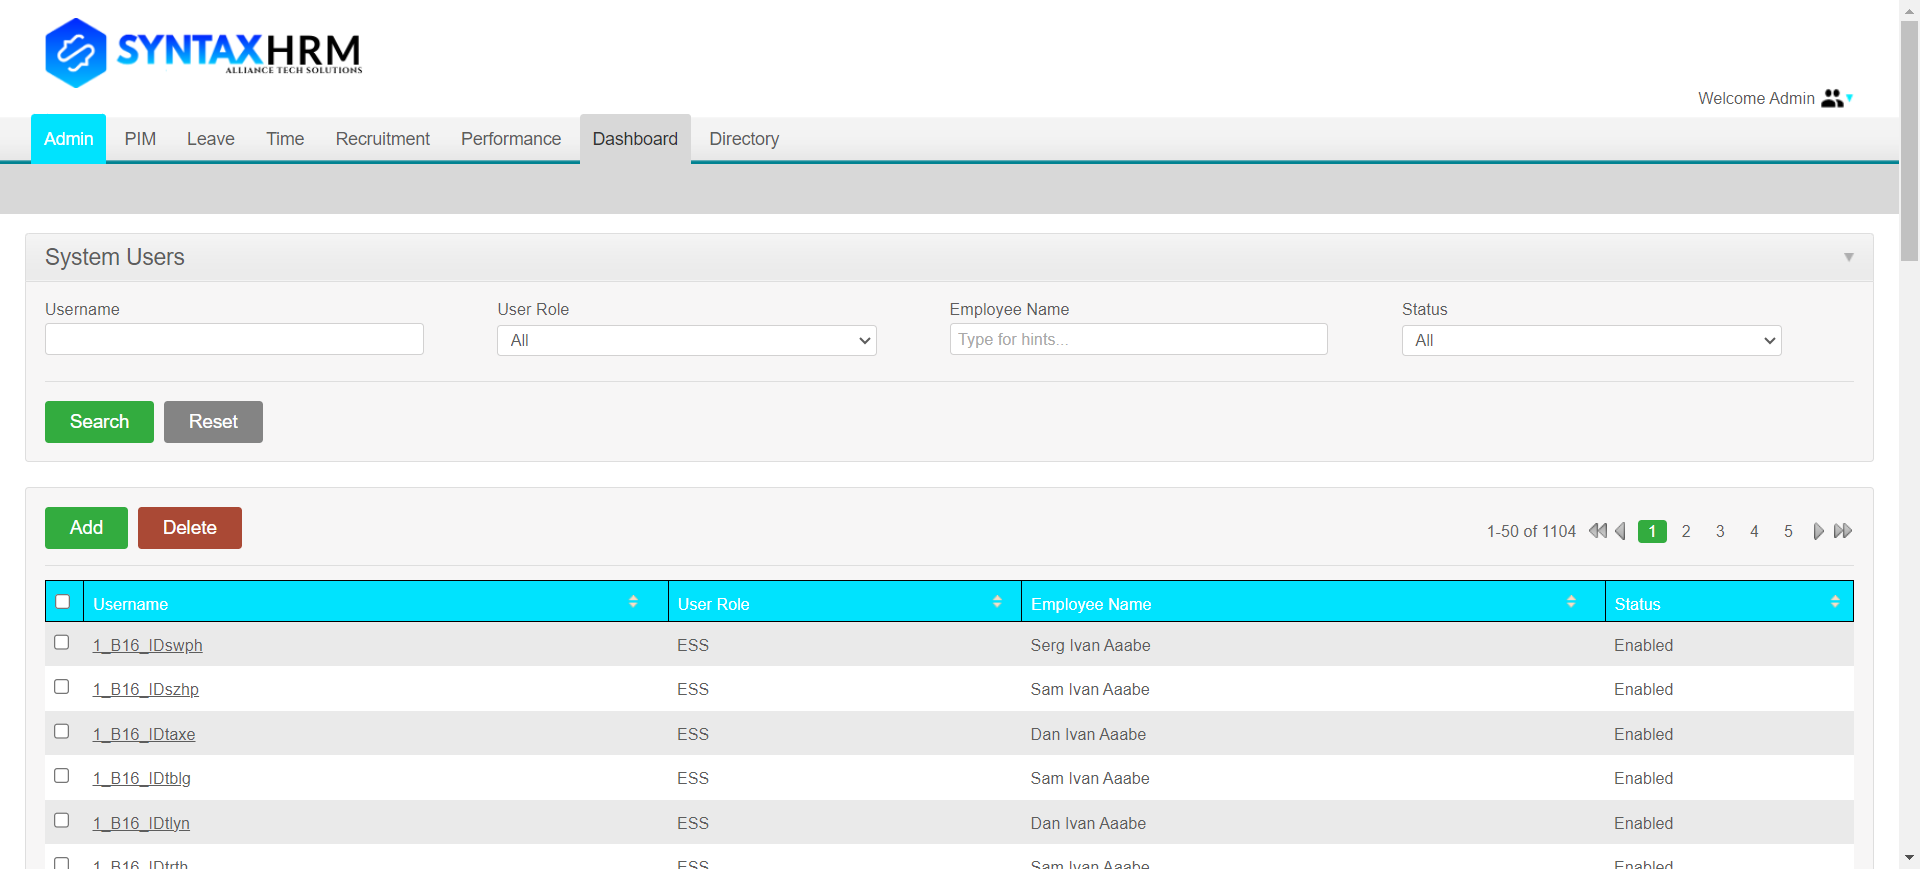 SYNTAXHRM
ALLIANCE TECH SOLUTIONS
Welcome Admin
Admin PIM Leave Time Recruitment Performance Dashboard Directory
System Users
Username User Role Employee Name Status
All Type for hints... All
Search Reset
Add Delete 1-50 of 1104 1 2 3 4 5
Username User Role Employee Name Status
1_B16_IDswph ESS Serg Ivan Aaabe Enabled
1_B16_IDszhp ESS Sam Ivan Aaabe Enabled
1_B16_IDtaxe ESS Dan Ivan Aaabe Enabled
1_B16_IDtblg ESS Sam Ivan Aaabe Enabled
1_B16_IDtlyn ESS Dan Ivan Aaabe Enabled
1_B16_IDtrth ESS Sam Ivan Aaabe Enabled